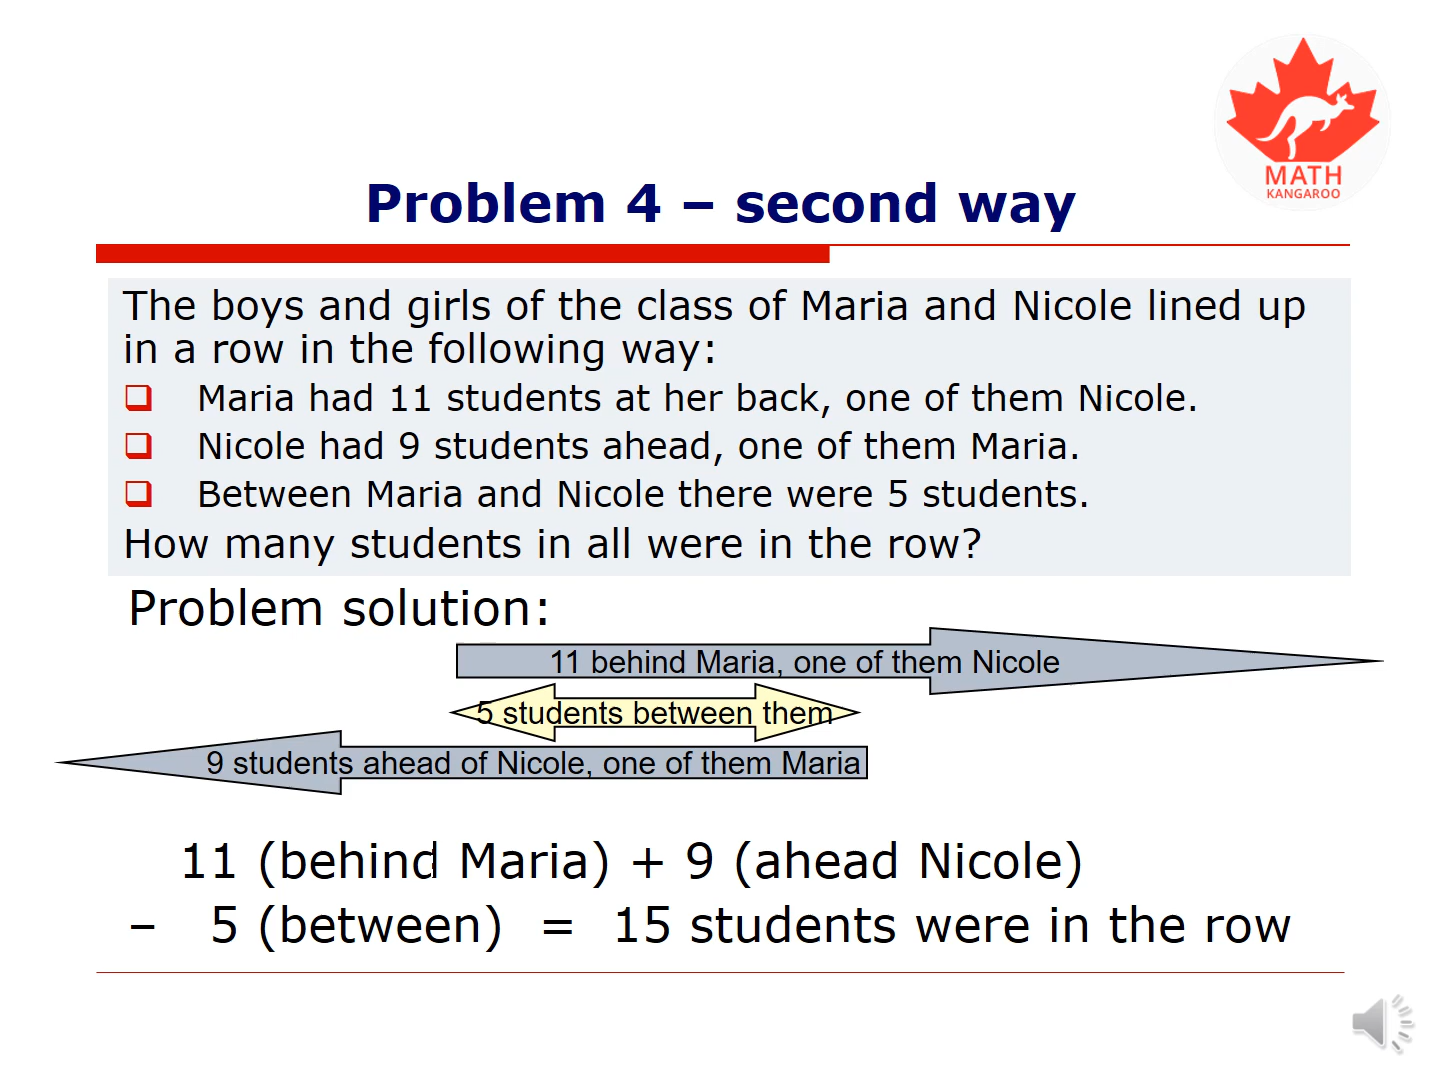 MATH
KANGAROO
Problem 4 – second way
The boys and girls of the class of Maria and Nicole lined up
in a row in the following way:
Maria had 11 students at her back, one of them Nicole.
Nicole had 9 students ahead, one of them Maria.
Between Maria and Nicole there were 5 students.
How many students in all were in the row?
Problem solution:
11 behind Maria, one of them Nicole
5 students between them
9 students ahead of Nicole, one of them Maria
11 (behind Maria) + 9 (ahead Nicole)
– 5 (between) = 15 students were in the row